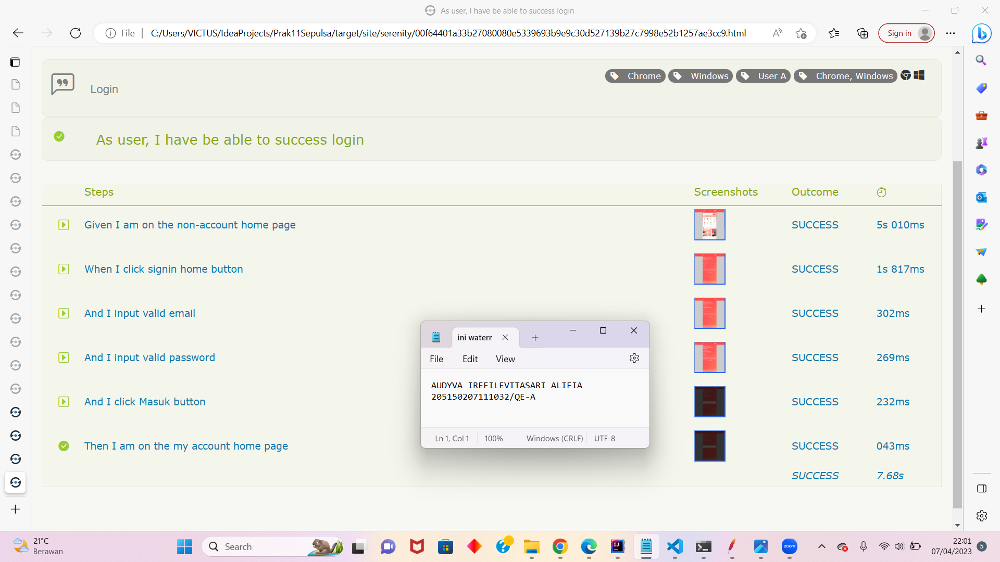 As user, I have be able to success login
File
C:/Users/VICTUS/IdeaProjects/Prak11Sepulsa/target/site/serenity/00f64401a33b27080080e5339693b9e9c30d527139b27c7998e52b1257ae3cc9.html
Sign in
Login
Chrome
Windows
User A
Chrome, Windows
As user, I have be able to success login
Steps Screenshots Outcome
Given I am on the non-account home page SUCCESS 5s 010ms
When I click signin home button SUCCESS 1s 817ms
And I input valid email SUCCESS 302ms
And I input valid password SUCCESS 269ms
And I click Masuk button SUCCESS 232ms
Then I am on the my account home page SUCCESS 043ms
SUCCESS 7.68s
ini watern
File Edit View
AUDYVA IREFILEVITASARI ALIFIA
205150207111032/QE-A
Ln 1, Col 1 100% Windows (CRLF) UTF-8
21°C
Berawan
Search
IJ
zoom
22:01
07/04/2023
5